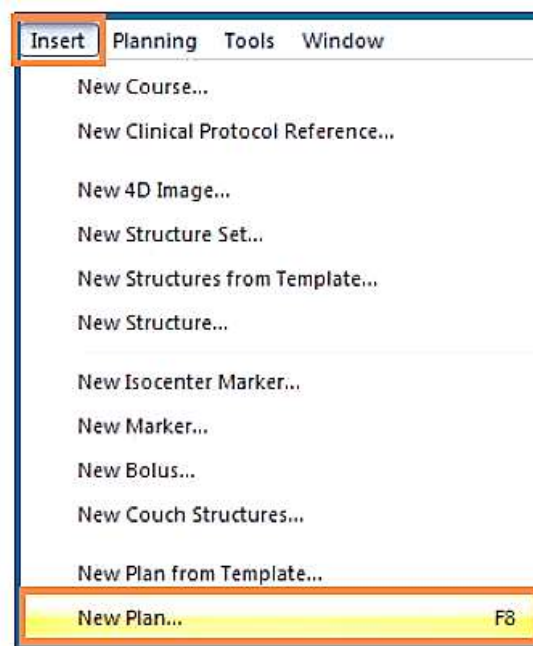 Insert Planning Tools Window
New Course...
New Clinical Protocol Reference...
New 4D Image...
New Structure Set...
New Structures from Template...
New Structure...
New Isocenter Marker...
New Marker...
New Bolus...
New Couch Structures...
New Plan from Template...
New Plan... F8